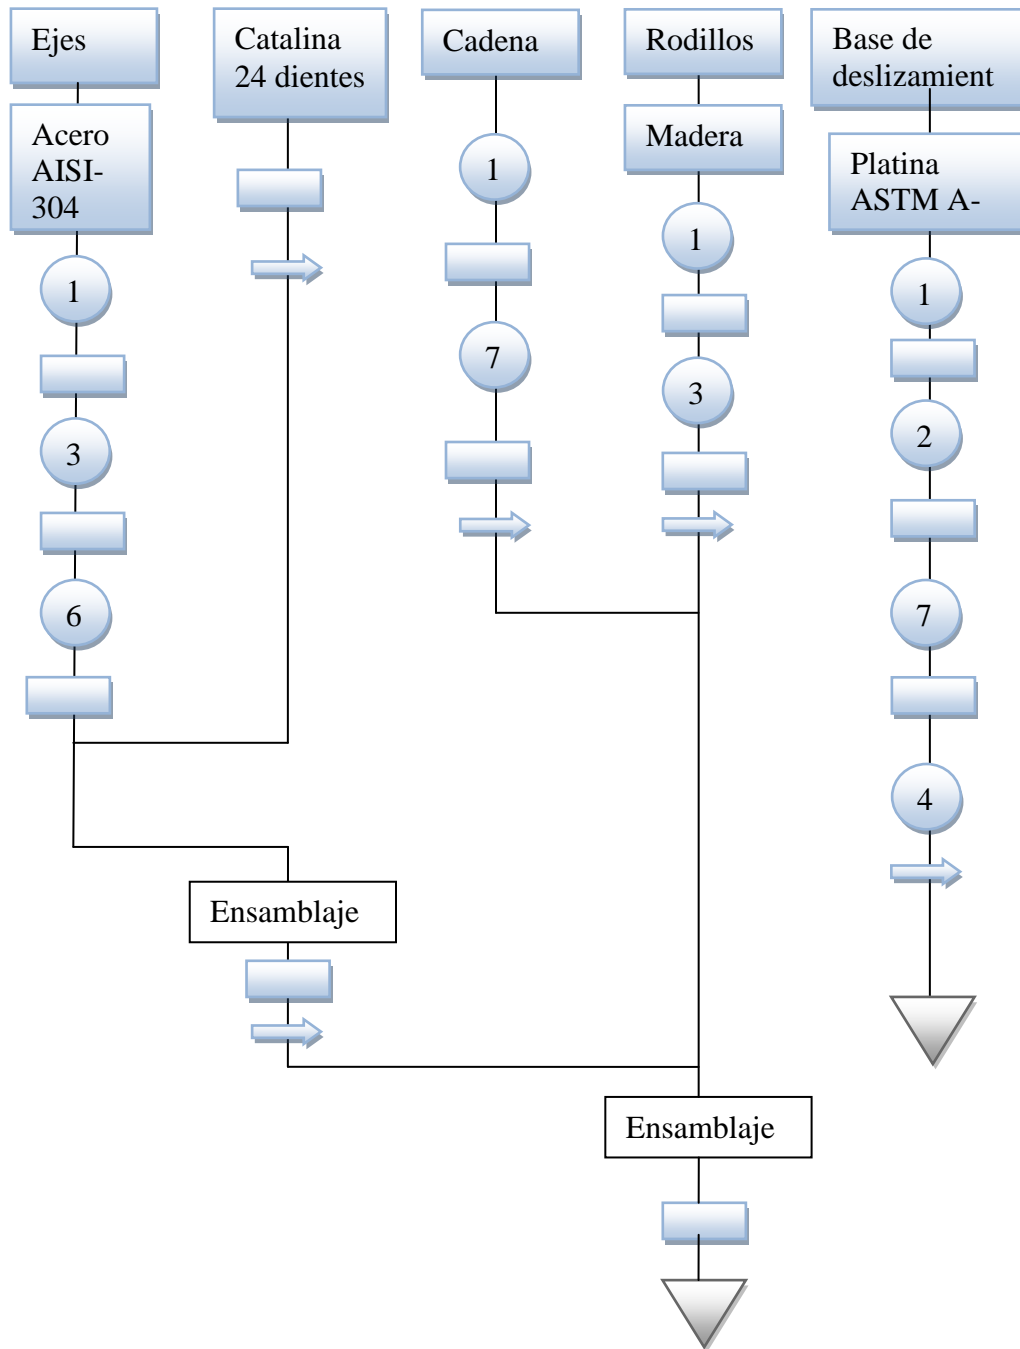 Ejes
Acero
AISI-
304
1
3
6
Catalina
24 dientes
Cadena
1
7
Rodillos
Madera
1
3
Base de
deslizamient
Platina
ASTM A-
1
2
7
4
Ensamblaje
Ensamblaje